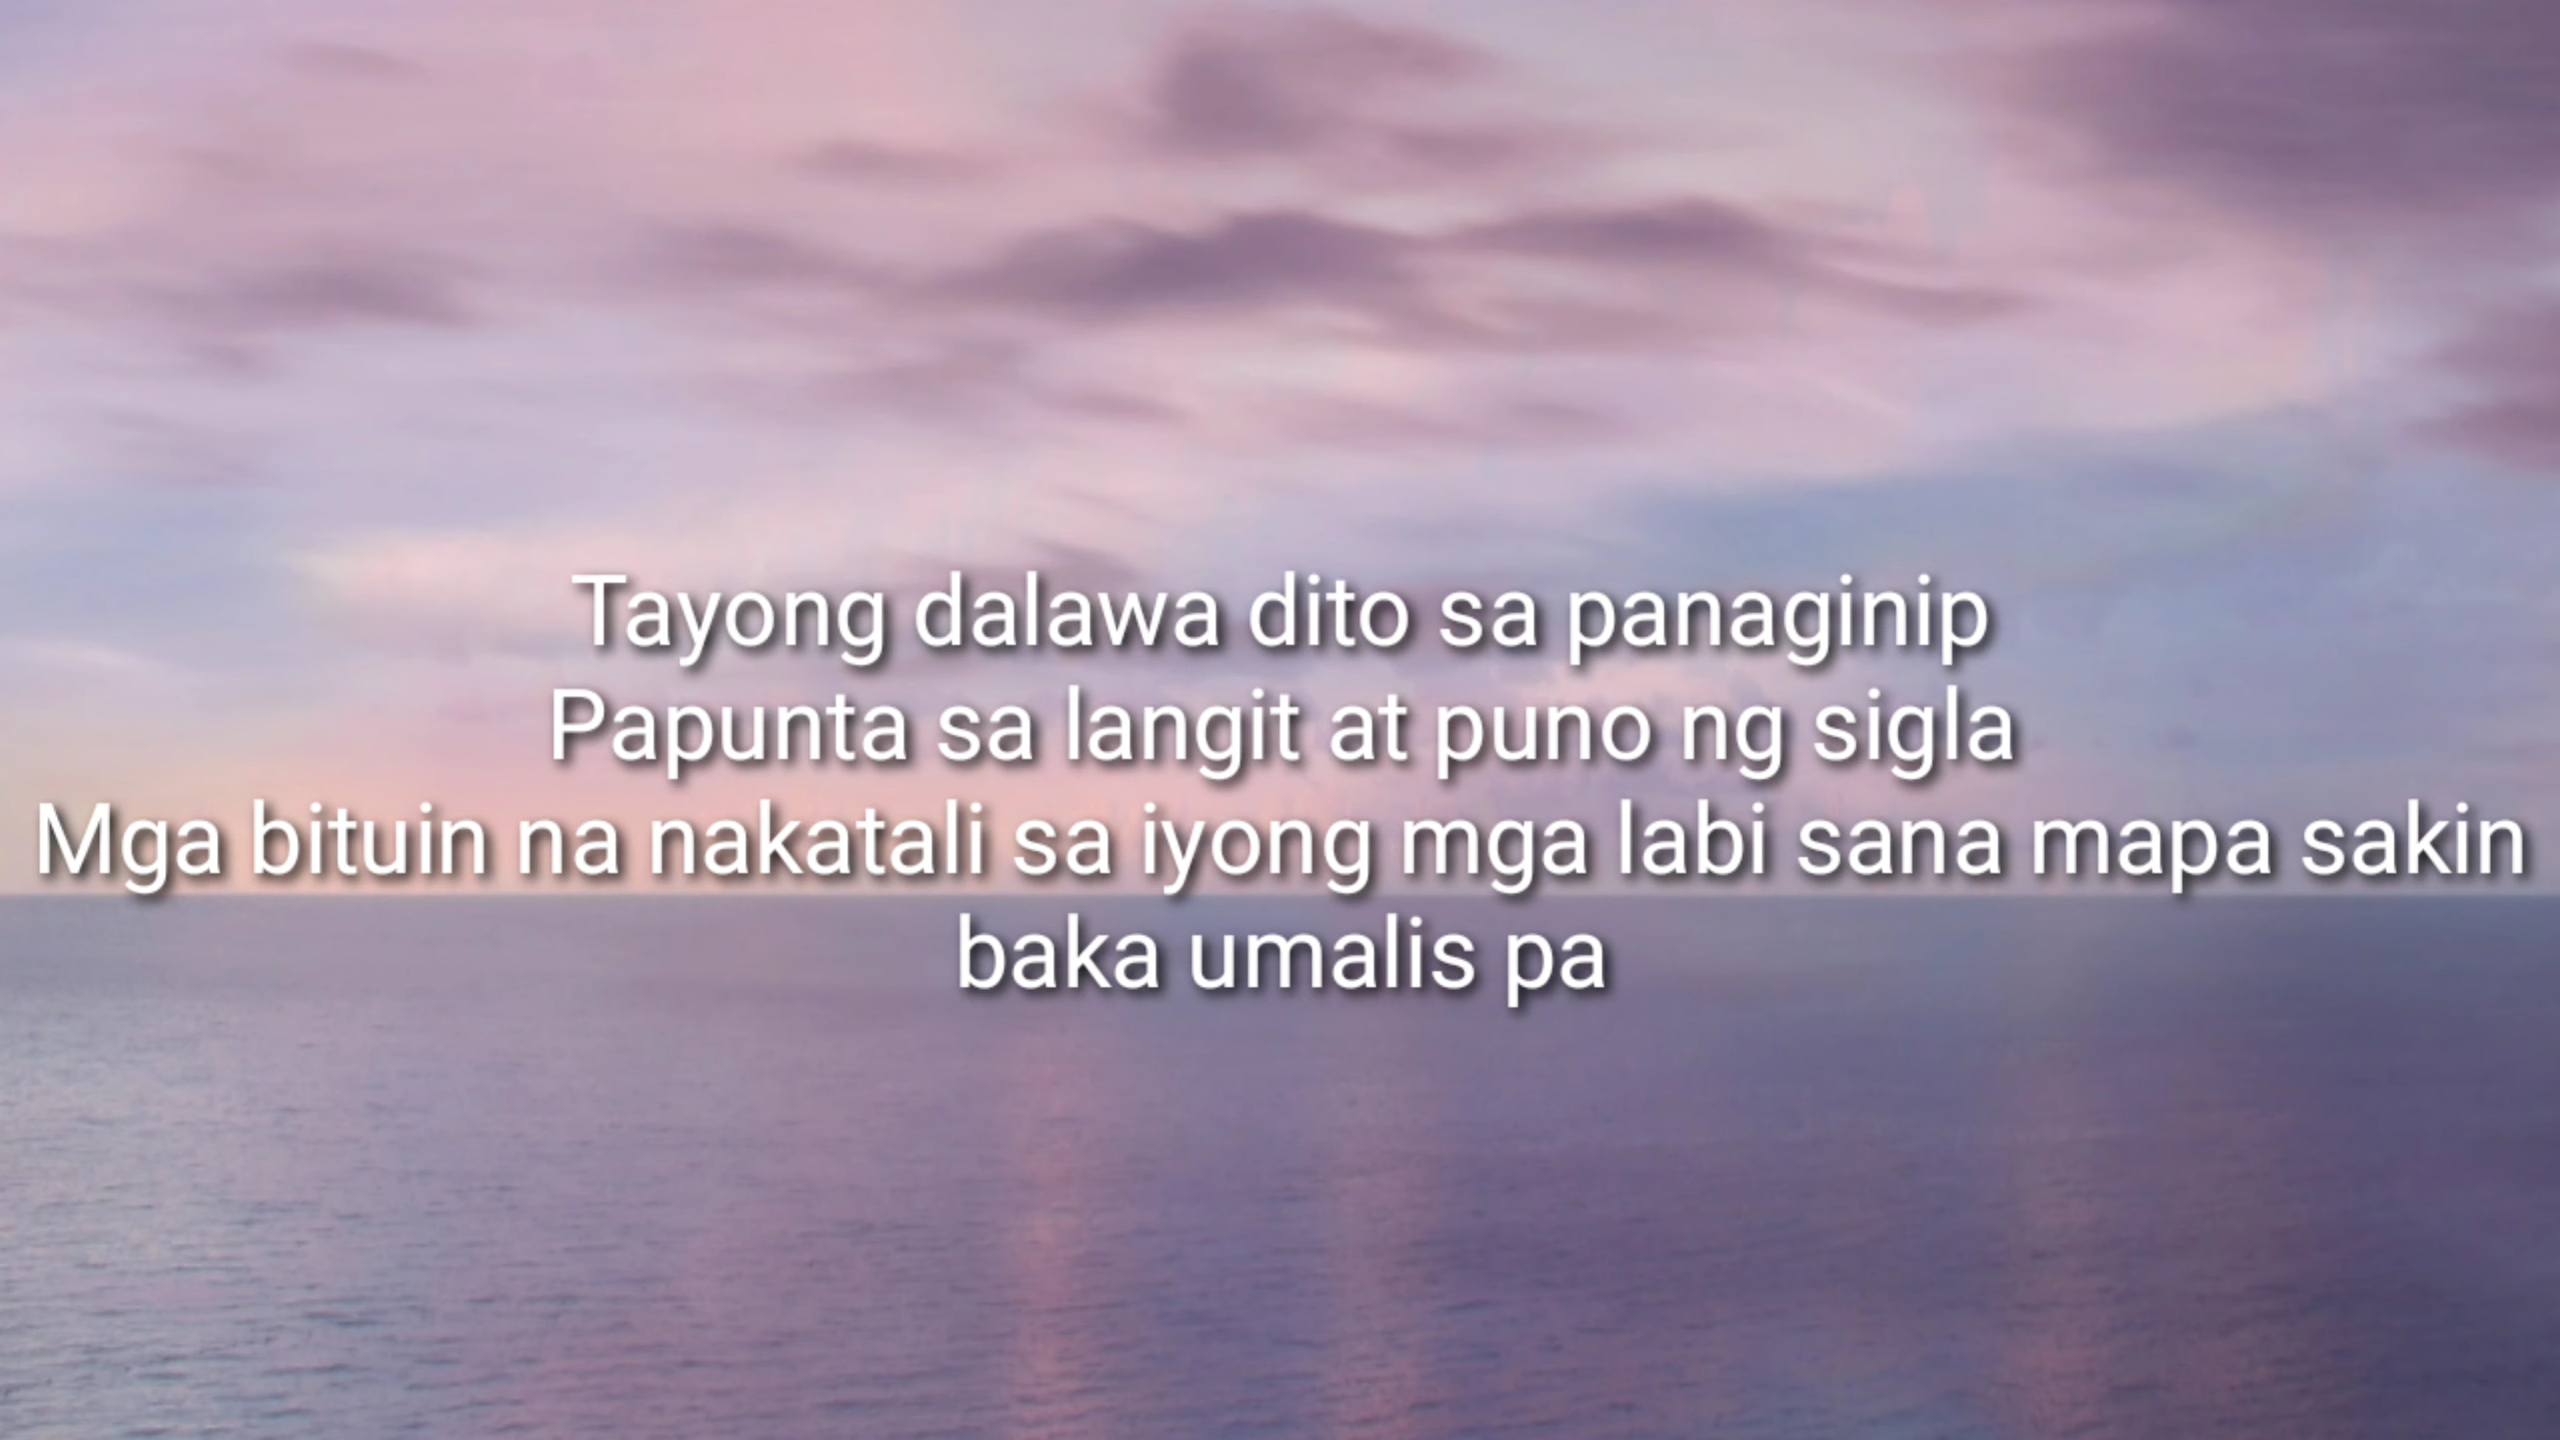 Tayong dalawa dito sa panaginip
Papunta sa langit at puno ng sigla
Mga bituin na nakatali sa iyong mga labi sana mapa sakin
baka umalis pa